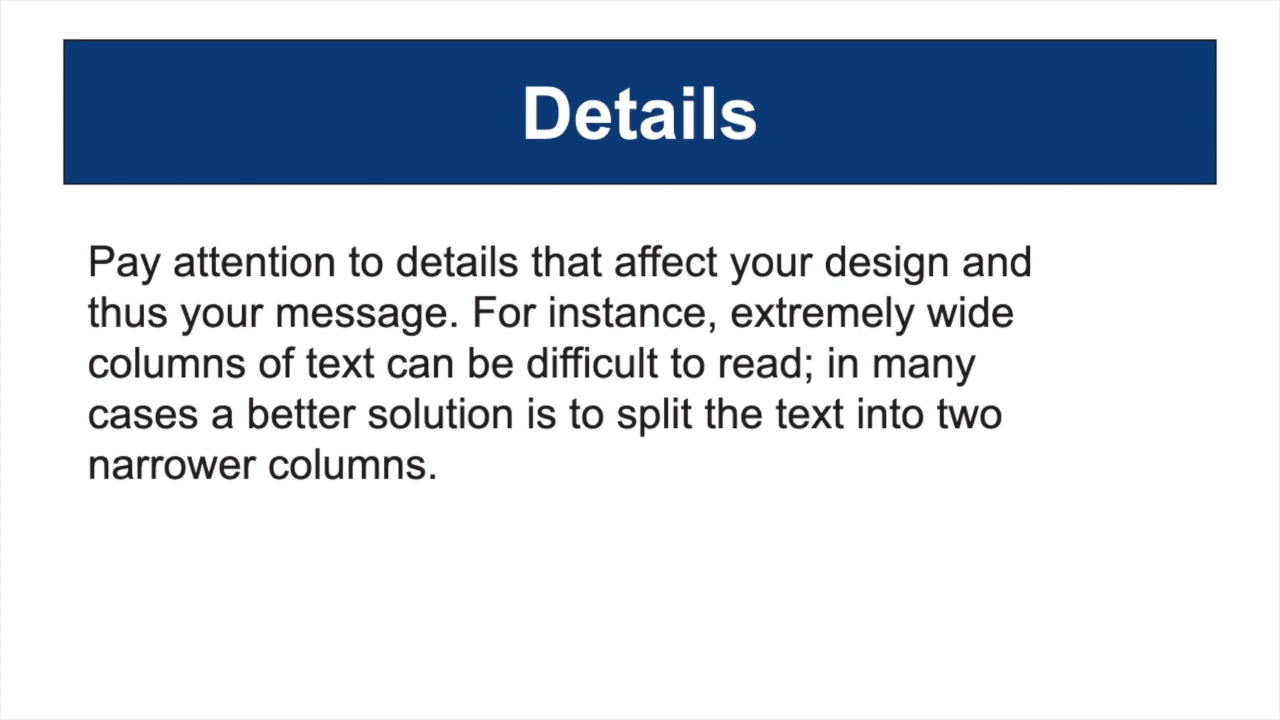 Details
Pay attention to details that affect your design and
thus your message. For instance, extremely wide
columns of text can be difficult to read; in many
cases a better solution is to split the text into two
narrower columns.